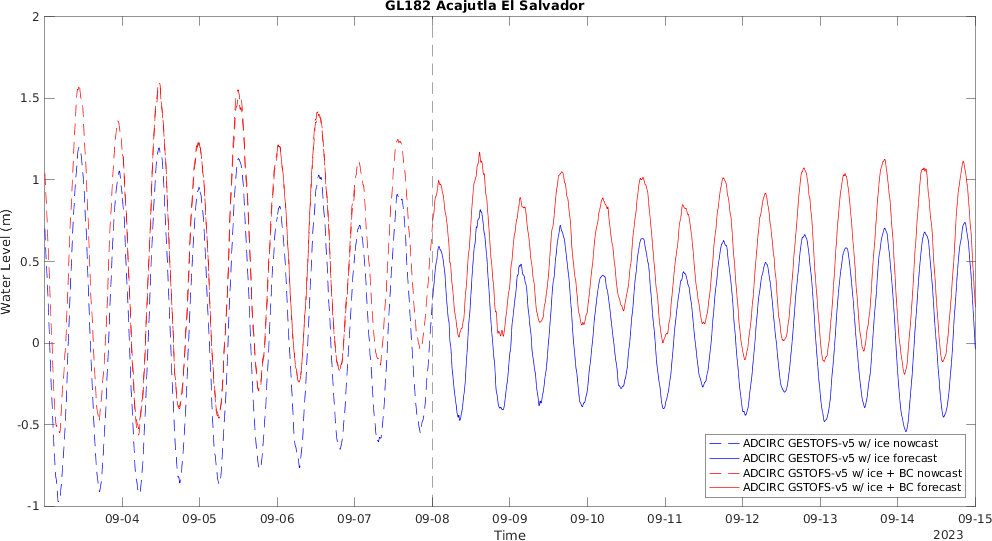 GL182 Acajutla El Salvador
2
1.5
1
0.5
0
-0.5
-1
Water Level (m)
09-04 09-05 09-06 09-07 09-08 09-09 09-10 09-11 09-12 09-13 09-14 09-15
Time
2023
ADCIRC GESTOFS-v5 w/ ice nowcast
ADCIRC GESTOFS-v5 w/ ice forecast
ADCIRC GSTOFS-v5 w/ ice + BC nowcast
ADCIRC GSTOFS-v5 w/ ice + BC forecast